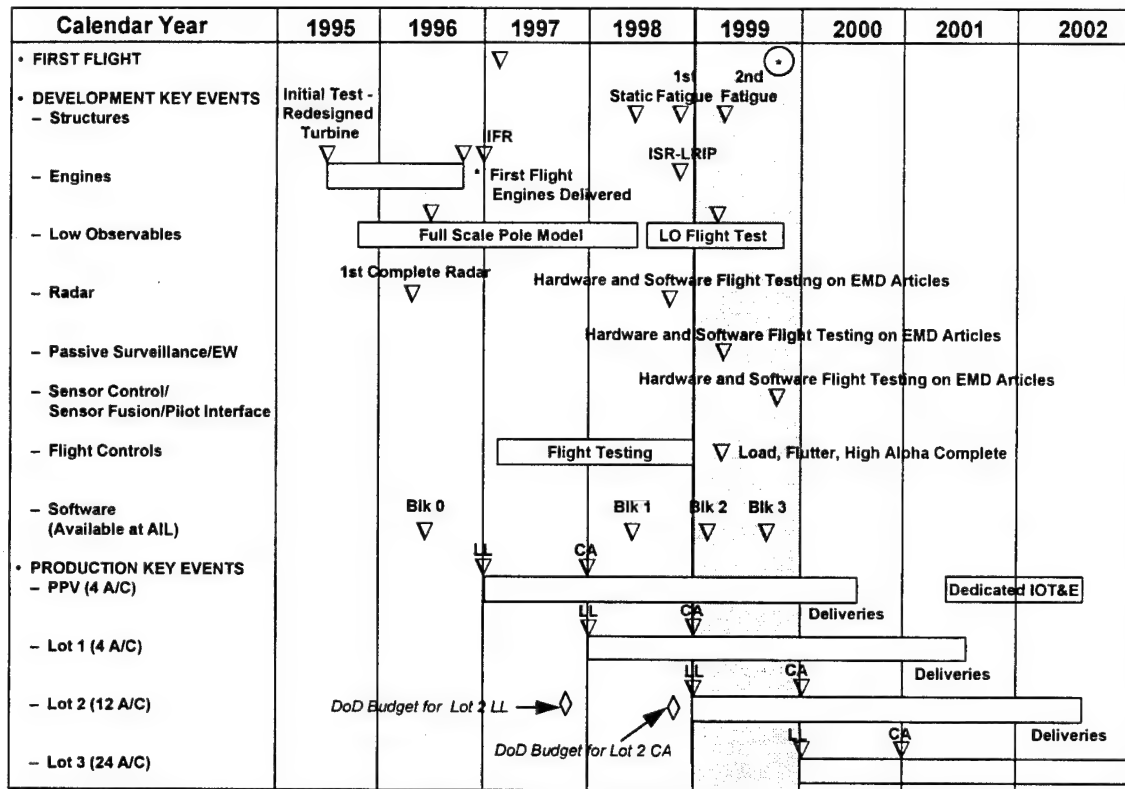 Calendar Year 1995 1996 1997 1998 1999 2000 2001 2002
• FIRST FLIGHT
*
1st 2nd
• DEVELOPMENT KEY EVENTS Initial Test - Static Fatigue Fatigue
– Structures Redesigned
Turbine
IFR
ISR-LRIP
– Engines * First Flight
Engines Delivered
– Low Observables Full Scale Pole Model LO Flight Test
1st Complete Radar Hardware and Software Flight Testing on EMD Articles
– Radar
Hardware and Software Flight Testing on EMD Articles
– Passive Surveillance/EW
Hardware and Software Flight Testing on EMD Articles
– Sensor Control/
Sensor Fusion/Pilot Interface
– Flight Controls Flight Testing Load, Flutter, High Alpha Complete
– Software Blk 0 Blk 1 Blk 2 Blk 3
(Available at AIL)
LL CA
• PRODUCTION KEY EVENTS
– PPV (4 A/C) Dedicated IOT&E
LL CA Deliveries
– Lot 1 (4 A/C)
LL CA Deliveries
– Lot 2 (12 A/C) DoD Budget for Lot 2 LL
LL CA Deliveries
DoD Budget for Lot 2 CA
– Lot 3 (24 A/C)